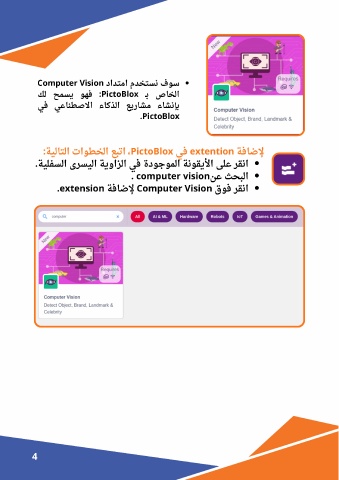 سوف نستخدم امتداد Computer Vision
الخاص بـ PictoBlox: فهو يسمح لك
بإنشاء مشاريع الذكاء الاصطناعي في
PictoBlox.
New
Requires
Computer Vision
Detect Object, Brand, Landmark &
Celebrity
لإضافة extention في PictoBlox، اتبع الخطوات التالية:
• انقر على الأيقونة الموجودة في الزاوية اليسرى السفلية.
• البحث عنcomputer vision .
• انقر فوق Computer Vision لإضافة extension.
computer × All AI & ML Hardware Robots IoT Games & Animation
New
Requires
Computer Vision
Detect Object, Brand, Landmark &
Celebrity
4